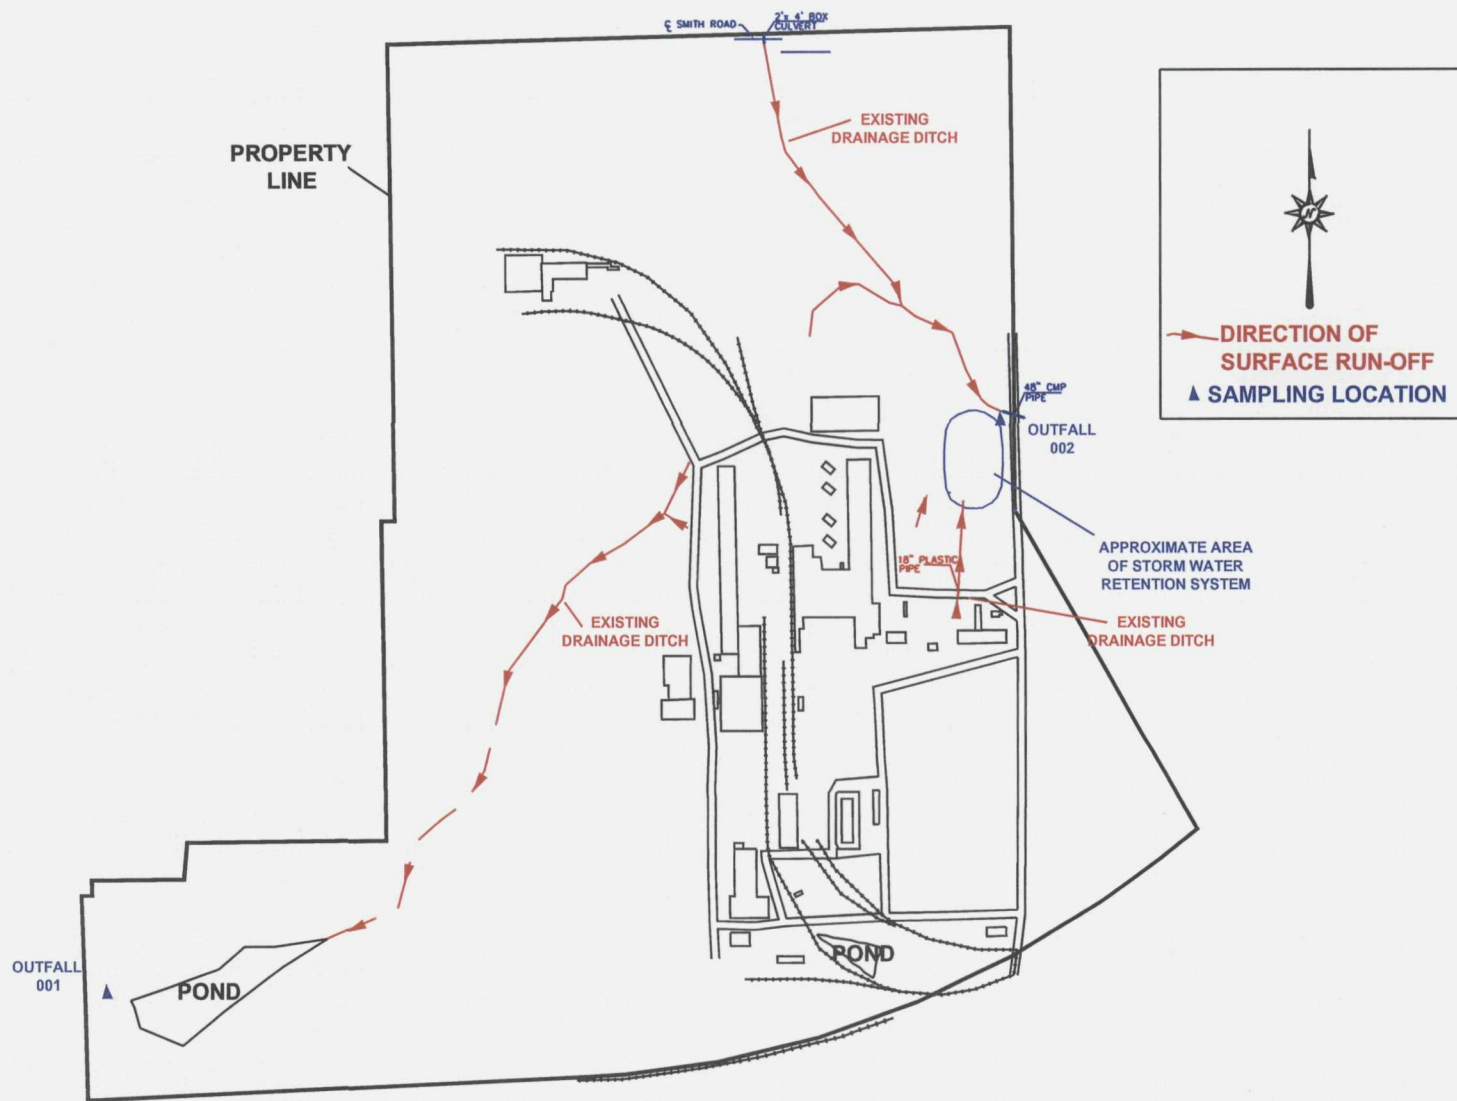 ℄ SMITH ROAD
2'x 4' BOX
CULVERT
EXISTING
DRAINAGE DITCH
PROPERTY
LINE
N
DIRECTION OF
SURFACE RUN-OFF
SAMPLING LOCATION
48" CMP
PIPE
OUTFALL
002
APPROXIMATE AREA
OF STORM WATER
RETENTION SYSTEM
18" PLASTIC
PIPE
EXISTING
DRAINAGE DITCH
EXISTING
DRAINAGE DITCH
OUTFALL
001
POND
POND